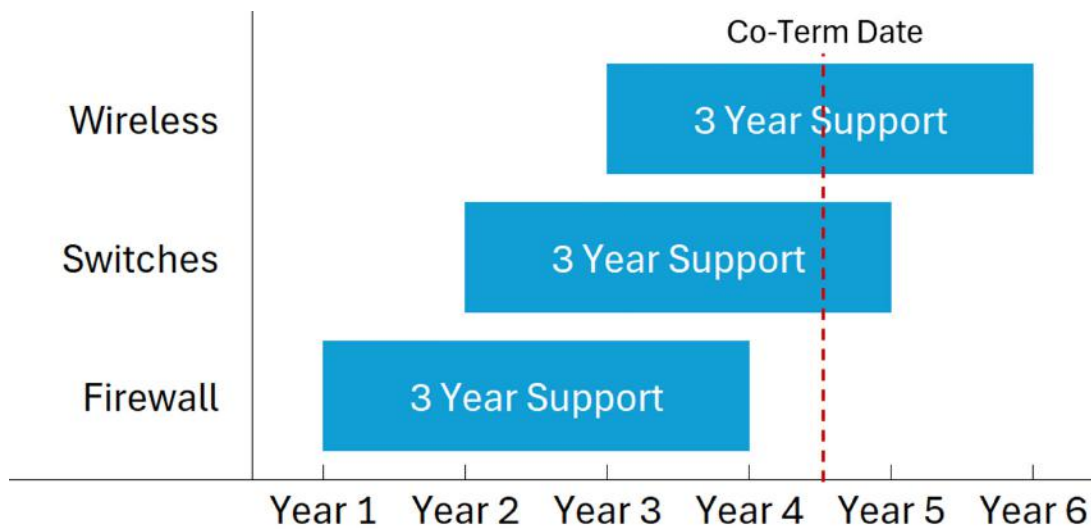 Co-Term Date
Wireless
3 Year Support
Switches
3 Year Support
Firewall
3 Year Support
Year 1 Year 2 Year 3 Year 4 Year 5 Year 6